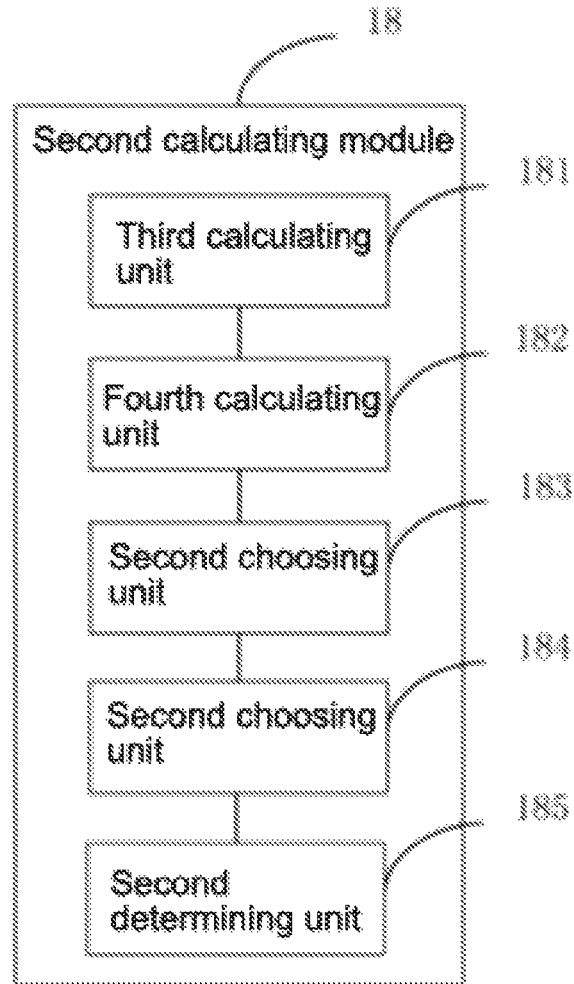 18
Second calculating module
181
Third calculating
unit
182
Fourth calculating
unit
183
Second choosing
unit
184
Second choosing
unit
185
Second
determining unit